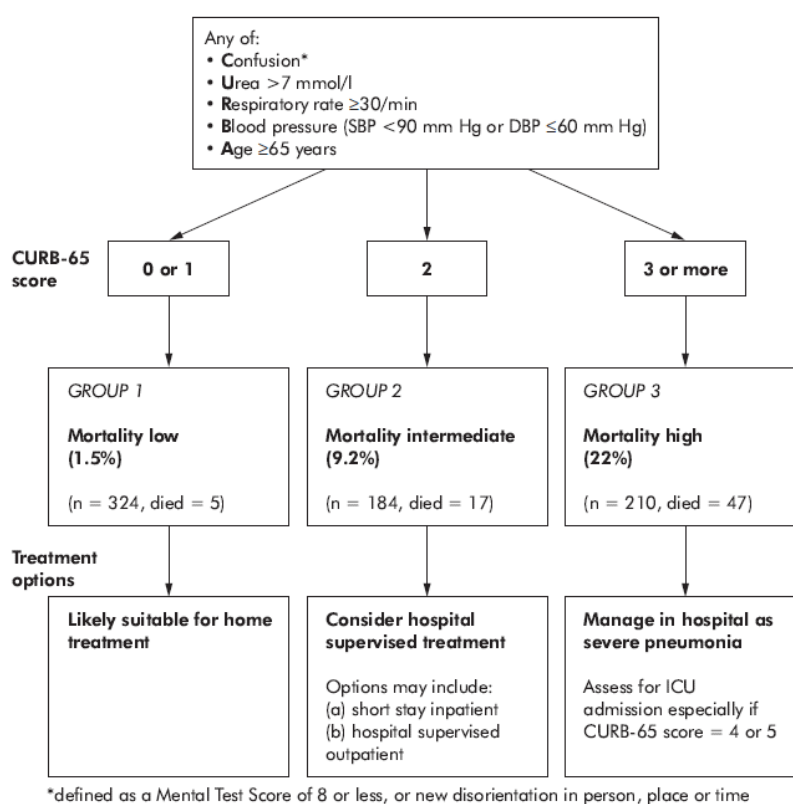 Any of:
• Confusion*
• Urea >7 mmol/l
• Respiratory rate ≥30/min
• Blood pressure (SBP <90 mm Hg or DBP ≤60 mm Hg)
• Age ≥65 years
CURB-65
score
0 or 1
2
3 or more
GROUP 1
Mortality low
(1.5%)
(n = 324, died = 5)
GROUP 2
Mortality intermediate
(9.2%)
(n = 184, died = 17)
GROUP 3
Mortality high
(22%)
(n = 210, died = 47)
Treatment
options
Likely suitable for home
treatment
Consider hospital
supervised treatment
Options may include:
(a) short stay inpatient
(b) hospital supervised
outpatient
Manage in hospital as
severe pneumonia
Assess for ICU
admission especially if
CURB-65 score = 4 or 5
*defined as a Mental Test Score of 8 or less, or new disorientation in person, place or time